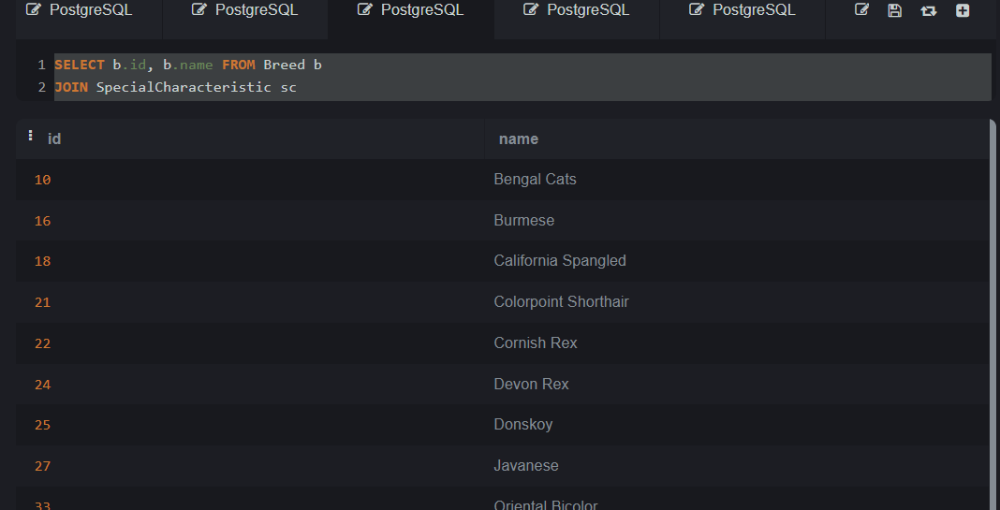 PostgreSQL PostgreSQL PostgreSQL PostgreSQL PostgreSQL
1 SELECT b.id, b.name FROM Breed b
2 JOIN SpecialCharacteristic sc
id name
10 Bengal Cats
16 Burmese
18 California Spangled
21 Colorpoint Shorthair
22 Cornish Rex
24 Devon Rex
25 Donskoy
27 Javanese
33 Oriental Bicolor